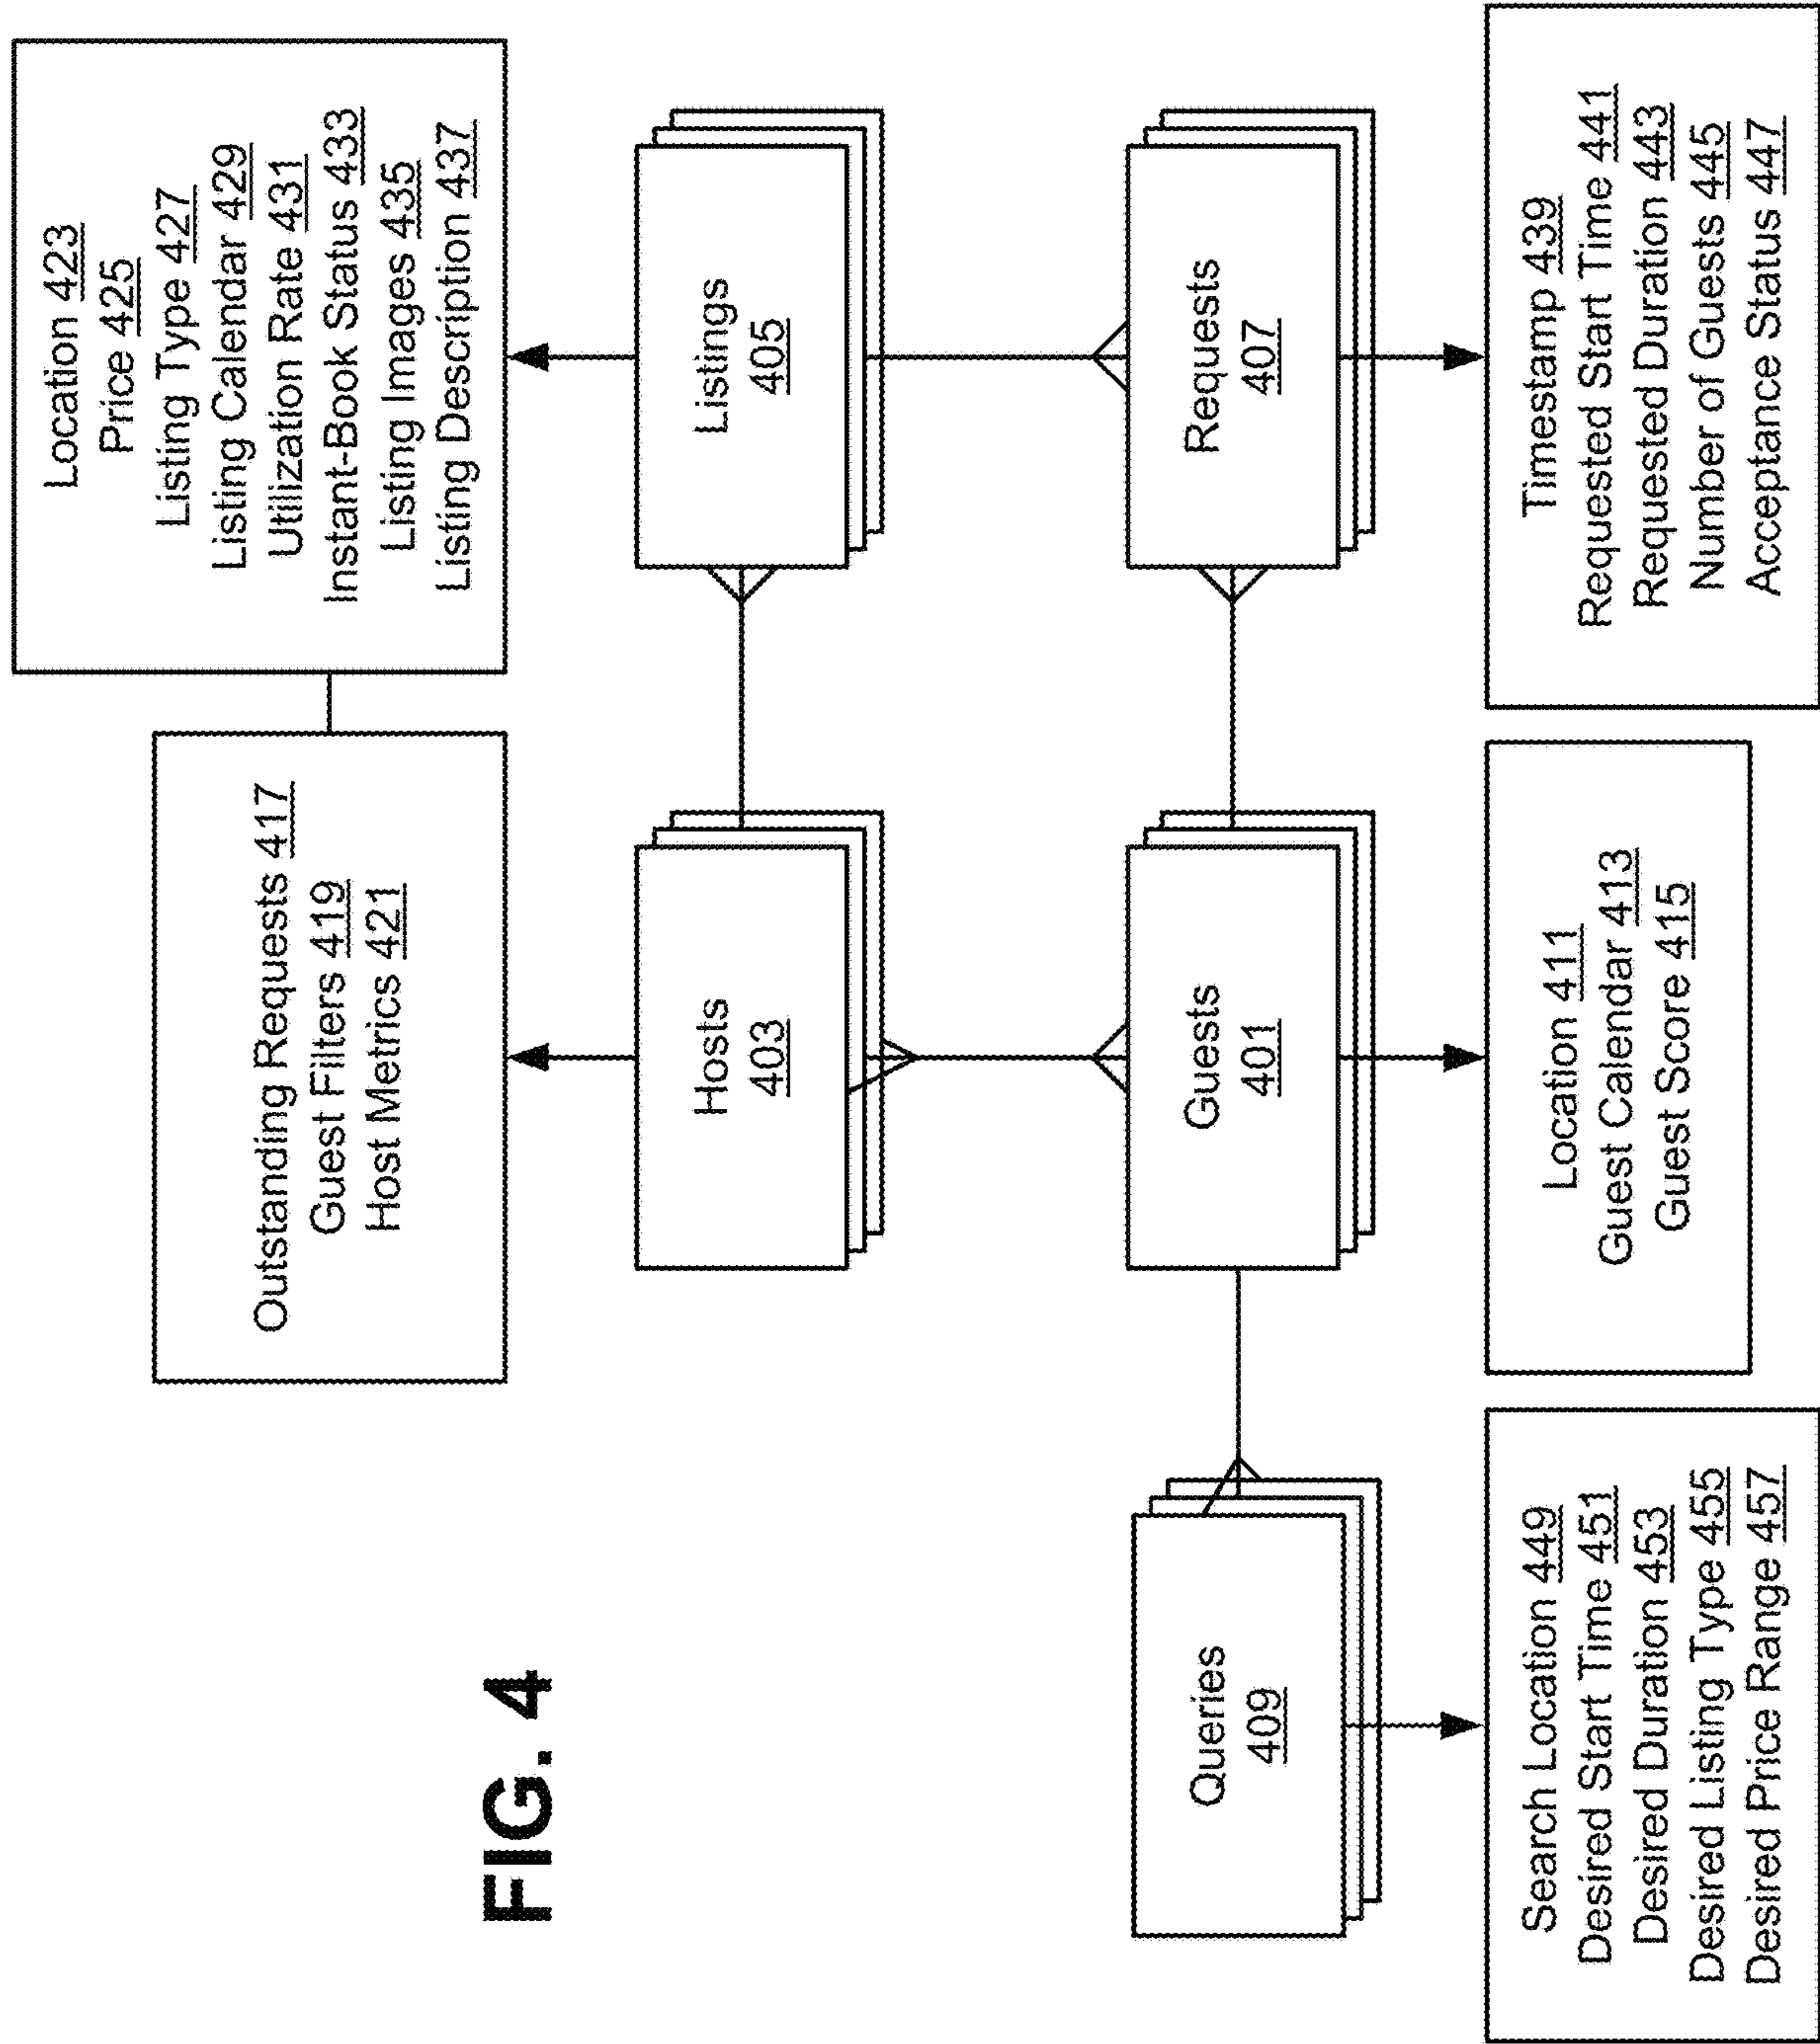 FIG. 4
Outstanding Requests 417
Guest Filters 419
Host Metrics 421
Location 423
Price 425
Listing Type 427
Listing Calendar 429
Utilization Rate 431
Instant-Book Status 433
Listing Images 435
Listing Description 437
Hosts
403
Listings
405
Queries
409
Guests
401
Requests
407
Search Location 449
Desired Start Time 451
Desired Duration 453
Desired Listing Type 455
Desired Price Range 457
Location 411
Guest Calendar 413
Guest Score 415
Timestamp 439
Requested Start Time 441
Requested Duration 443
Number of Guests 445
Acceptance Status 447